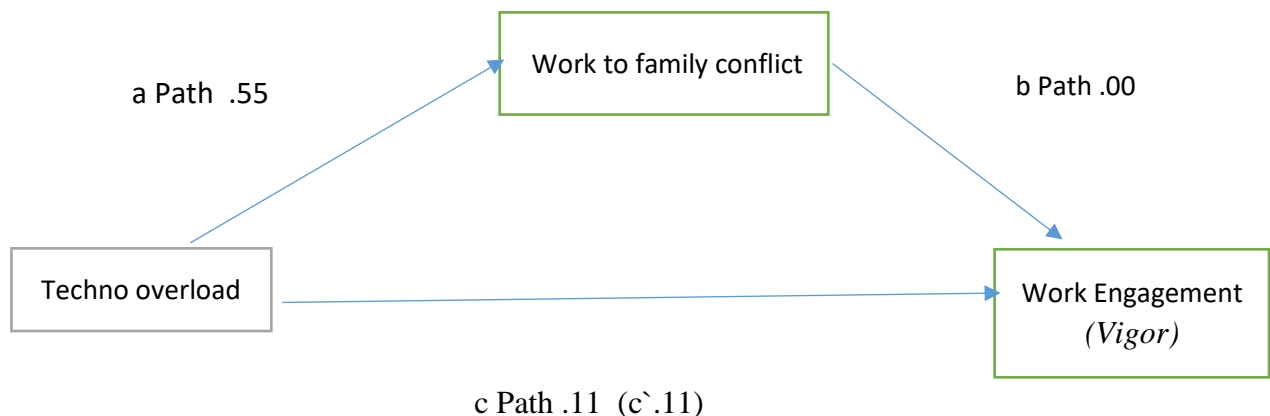 Work to family conflict
a Path .55
b Path .00
Techno overload
Work Engagement
(Vigor)
c Path .11 (c`.11)